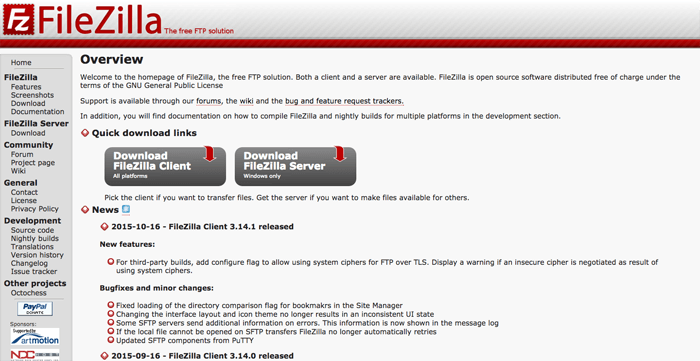 FileZilla The free FTP solution
Home
FileZilla
Features
Screenshots
Download
Documentation
FileZilla Server
Download
Community
Forum
Project page
Wiki
General
Contact
License
Privacy Policy
Development
Source code
Nightly builds
Translations
Version history
Changelog
Issue tracker
Other projects
Octochess
PayPal
DONATE
Sponsors:
Supported by
artmotion
NDC
Overview
Welcome to the homepage of FileZilla, the free FTP solution. Both a client and a server are available. FileZilla is open source software distributed free of charge under the
terms of the GNU General Public License
Support is available through our forums, the wiki and the bug and feature request trackers.
In addition, you will find documentation on how to compile FileZilla and nightly builds for multiple platforms in the development section.
Quick download links
Download
FileZilla Client
All platforms
Download
FileZilla Server
Windows only
Pick the client if you want to transfer files. Get the server if you want to make files available for others.
News
2015-10-16 - FileZilla Client 3.14.1 released
New features:
For third-party builds, add configure flag to allow using system ciphers for FTP over TLS. Display a warning if an insecure cipher is negotiated as result of
using system ciphers.
Bugfixes and minor changes:
Fixed loading of the directory comparison flag for bookmakrs in the Site Manager
Changing the interface layout and icon theme no longer results in an inconsistent UI state
Some SFTP servers send additional information on errors. This information is now shown in the message log
If the local file cannot be opened on SFTP transfers FileZilla no longer automatically retries
Updated SFTP components from PuTTY
2015-09-16 - FileZilla Client 3.14.0 released